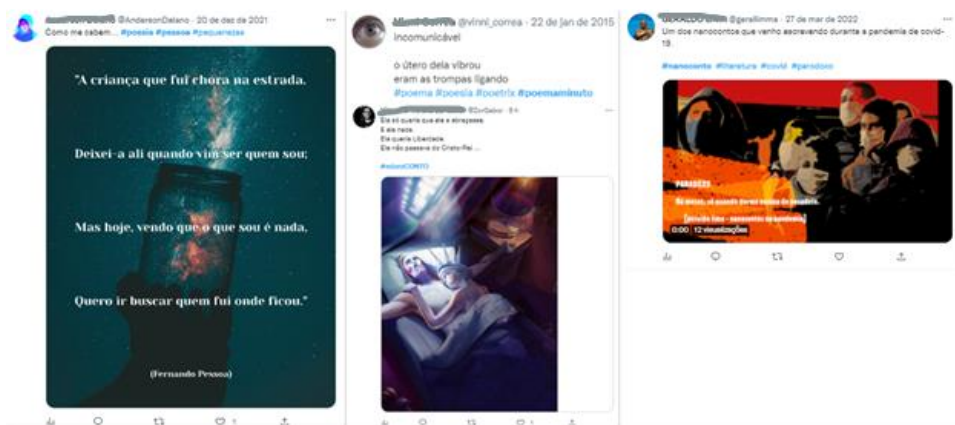 @AndersonDelano · 20 de dez de 2021
Como me cabem... #poesia #pessoa #pequenezas
"A criança que fui chora na estrada.
Deixei-a ali quando vim ser quem sou;
Mas hoje, vendo que o que sou é nada,
Quero ir buscar quem fui onde ficou."
(Fernando Pessoa)
@vinni_correa · 22 de jan de 2015
Incomunicável
o útero dela vibrou
eram as trompas ligando
#poema #poesia #poetrix #poemaminuto
Ela só queria que ele a abraçasse.
E ele nada.
Ela queria Liberdade.
Ele não passava do Cristo-Rei ...
#microCONTO
GERALDO @gerallimma · 27 de mar de 2022
Um dos nanocontos que venho escrevendo durante a pandemia de covid-
19.
#nanoconto #literatura #covid #paradoxo
0:00 12 visualizações